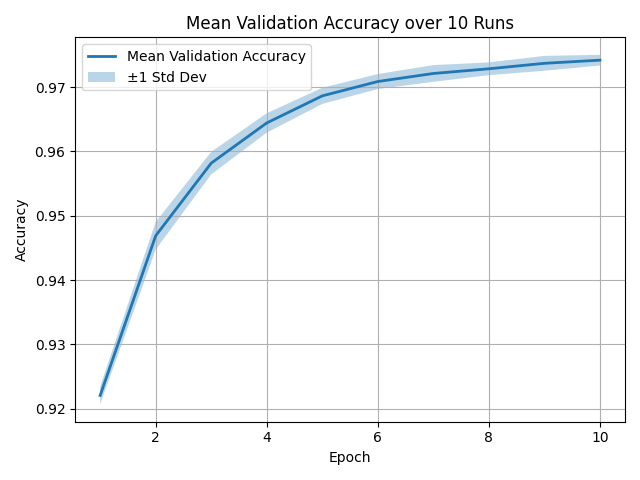 Mean Validation Accuracy over 10 Runs
Mean Validation Accuracy
±1 Std Dev
0.97
0.96
0.95
0.94
0.93
0.92
Accuracy
2 4 6 8 10
Epoch